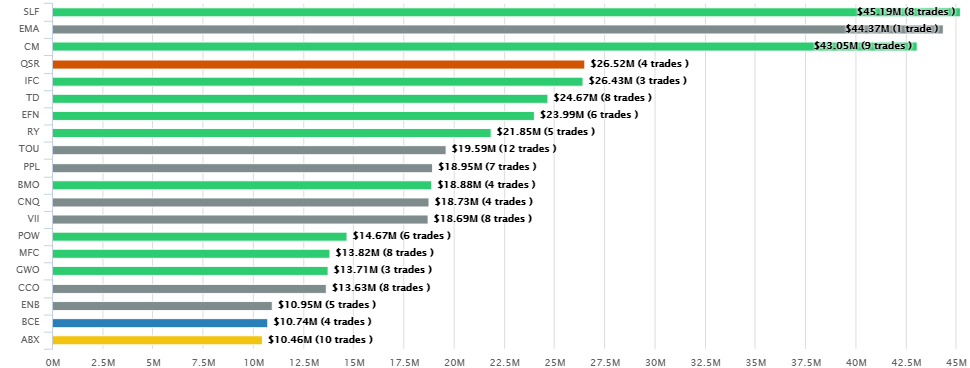 SLF $45.19M (8 trades )
EMA $44.37M (1 trade )
CM $43.05M (9 trades )
QSR $26.52M (4 trades )
IFC $26.43M (3 trades )
TD $24.67M (8 trades )
EFN $23.99M (6 trades )
RY $21.85M (5 trades )
TOU $19.59M (12 trades )
PPL $18.95M (7 trades )
BMO $18.88M (4 trades )
CNQ $18.73M (4 trades )
VII $18.69M (8 trades )
POW $14.67M (6 trades )
MFC $13.82M (8 trades )
GWO $13.71M (3 trades )
CCO $13.63M (8 trades )
ENB $10.95M (5 trades )
BCE $10.74M (4 trades )
ABX $10.46M (10 trades )
0M 2.5M 5M 7.5M 10M 12.5M 15M 17.5M 20M 22.5M 25M 27.5M 30M 32.5M 35M 37.5M 40M 42.5M 45M